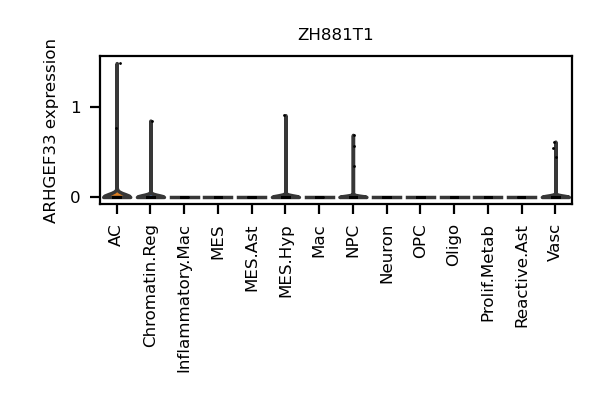 ZH881T1
ARHGEF33 expression
1
0
AC
Chromatin.Reg
Inflammatory.Mac
MES
MES.Ast
MES.Hyp
Mac
NPC
Neuron
OPC
Oligo
Prolif.Metab
Reactive.Ast
Vasc